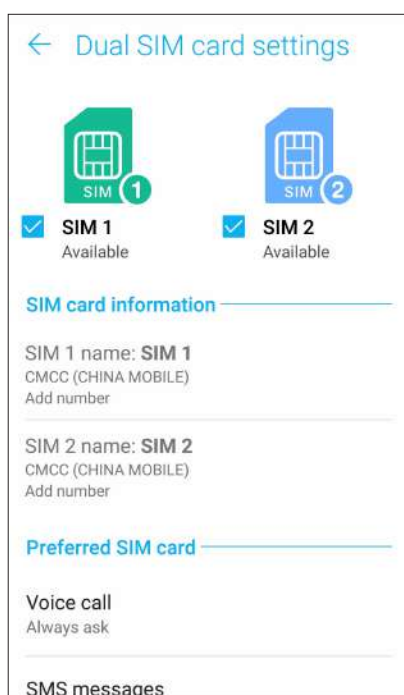 Dual SIM card settings
SIM 1
SIM 2
SIM 1
SIM 2
Available
Available
SIM card information
SIM 1 name: SIM 1
CMCC (CHINA MOBILE)
Add number
SIM 2 name: SIM 2
CMCC (CHINA MOBILE)
Add number
Preferred SIM card
Voice call
Always ask
SMS messages